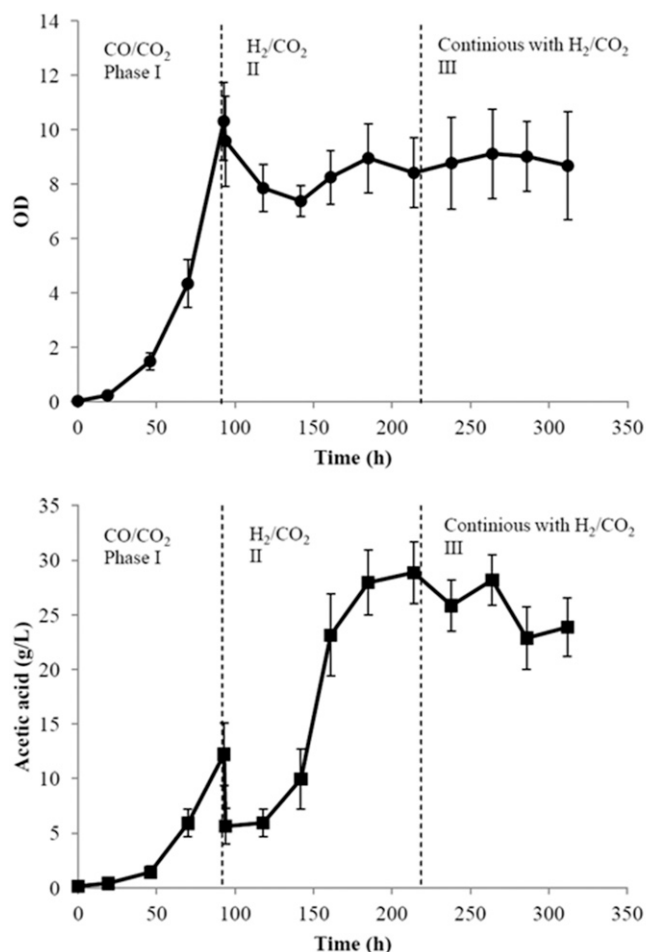 14
12
10
8
6
4
2
0
OD
CO/CO₂
Phase I
H₂/CO₂
II
Continious with H₂/CO₂
III
0 50 100 150 200 250 300 350
Time (h)
35
30
25
20
15
10
5
0
Acetic acid (g/L)
CO/CO₂
Phase I
H₂/CO₂
II
Continious with H₂/CO₂
III
0 50 100 150 200 250 300 350
Time (h)